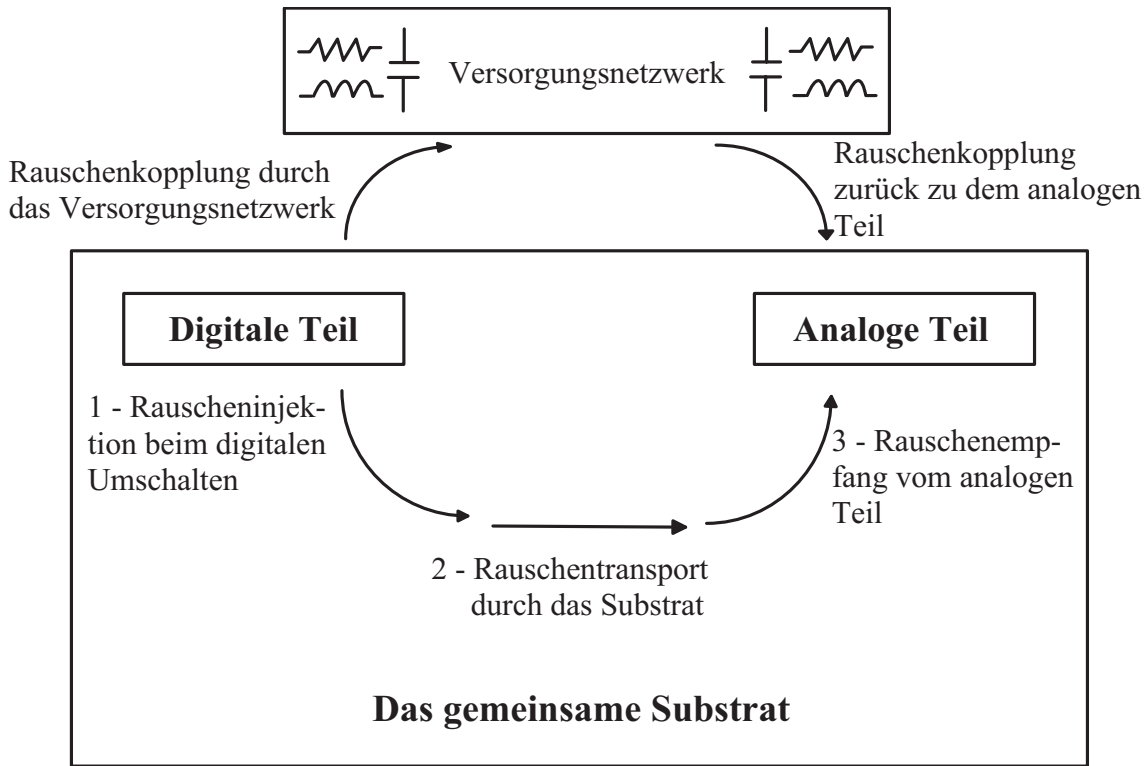 Versorgungsnetzwerk
Rauschenkopplung durch
das Versorgungsnetzwerk
Rauschenkopplung
zurück zu dem analogen
Teil
Digitale Teil
Analoge Teil
1 - Rauscheninjek-
tion beim digitalen
Umschalten
3 - Rauschenemp-
fang vom analogen
Teil
2 - Rauschentransport
durch das Substrat
Das gemeinsame Substrat